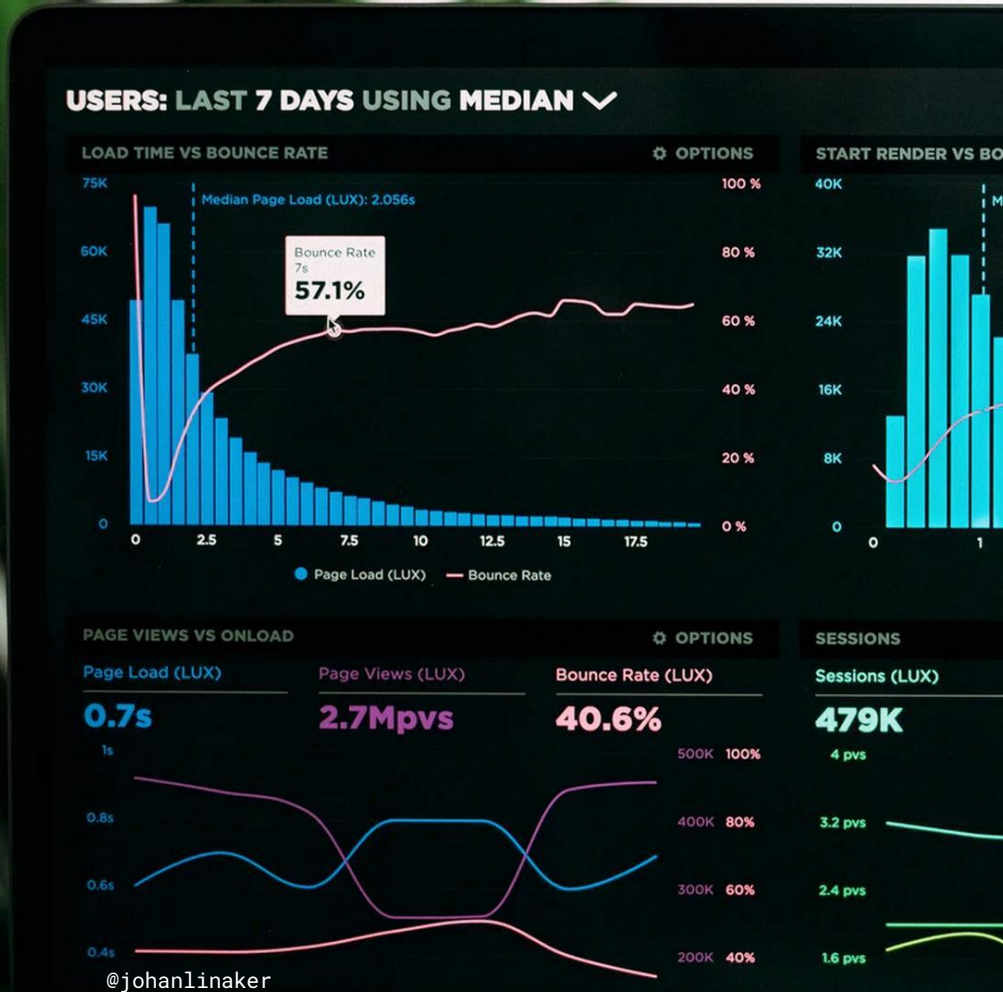 USERS: LAST 7 DAYS USING MEDIAN
LOAD TIME VS BOUNCE RATE
OPTIONS
75K
60K
45K
30K
15K
0
Median Page Load (LUX): 2.056s
Bounce Rate
7s
57.1%
100 %
80 %
60 %
40 %
20 %
0 %
0 2.5 5 7.5 10 12.5 15 17.5
Page Load (LUX) Bounce Rate
START RENDER VS BO
40K
32K
24K
16K
8K
0
M
0 1
PAGE VIEWS VS ONLOAD
OPTIONS
Page Load (LUX) Page Views (LUX) Bounce Rate (LUX)
0.7s 2.7Mpvs 40.6%
1s
0.8s
0.6s
0.4s
500K 100%
400K 80%
300K 60%
200K 40%
SESSIONS
Sessions (LUX)
479K
4 pvs
3.2 pvs
2.4 pvs
1.6 pvs
@johanlinaker